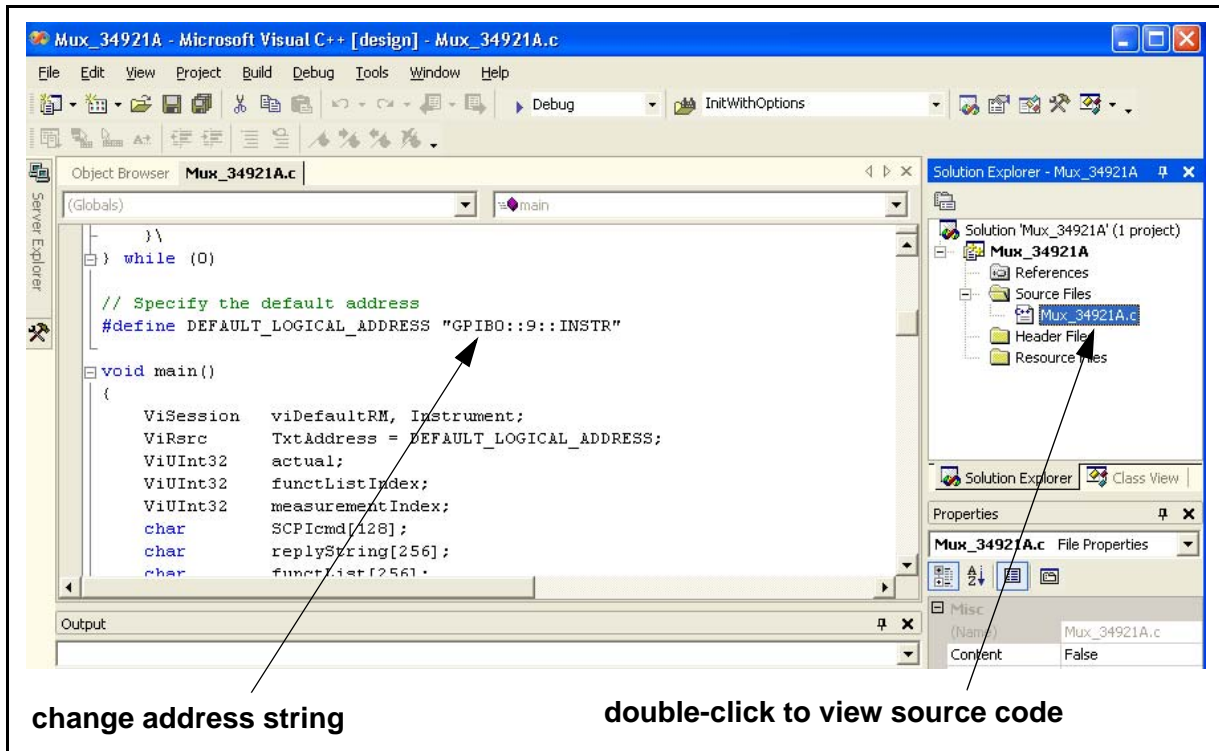 Mux_34921A - Microsoft Visual C++ [design] - Mux_34921A.c
File Edit View Project Build Debug Tools Window Help
Debug InitWithOptions
Server Explorer
Object Browser Mux_34921A.c
(Globals) main
}\
} while (0)
// Specify the default address
#define DEFAULT_LOGICAL_ADDRESS "GPIB0::9::INSTR"
void main()
{
ViSession viDefaultRM, Instrument;
ViRsrc TxtAddress = DEFAULT_LOGICAL_ADDRESS;
ViUInt32 actual;
ViUInt32 functListIndex;
ViUInt32 measurementIndex;
char SCPIcmd[128];
char replyString[256];
char functList[256];
Output
Solution Explorer - Mux_34921A
Solution 'Mux_34921A' (1 project)
Mux_34921A
References
Source Files
Mux_34921A.c
Header Files
Resource Files
Solution Explorer Class View
Properties
Mux_34921A.c File Properties
Misc
(Name) Mux_34921A.c
Content False
change address string
double-click to view source code